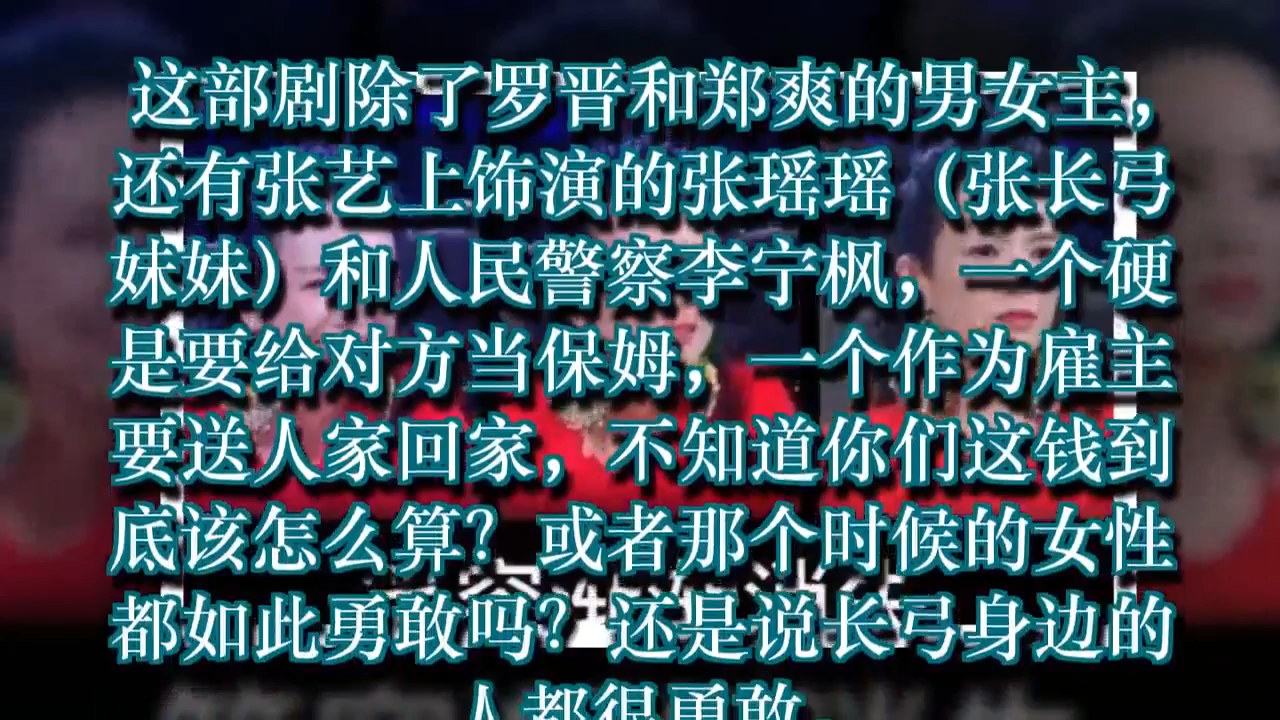 这部剧除了罗晋和郑爽的男女主，
还有张艺上饰演的张瑶瑶（张长弓
妹妹）和人民警察李宁枫，一个硬
是要给对方当保姆，一个作为雇主
要送人家回家，不知道你们这钱到
底该怎么算？或者那个时候的女性
都如此勇敢吗？还是说长弓身边的
人都很勇敢。